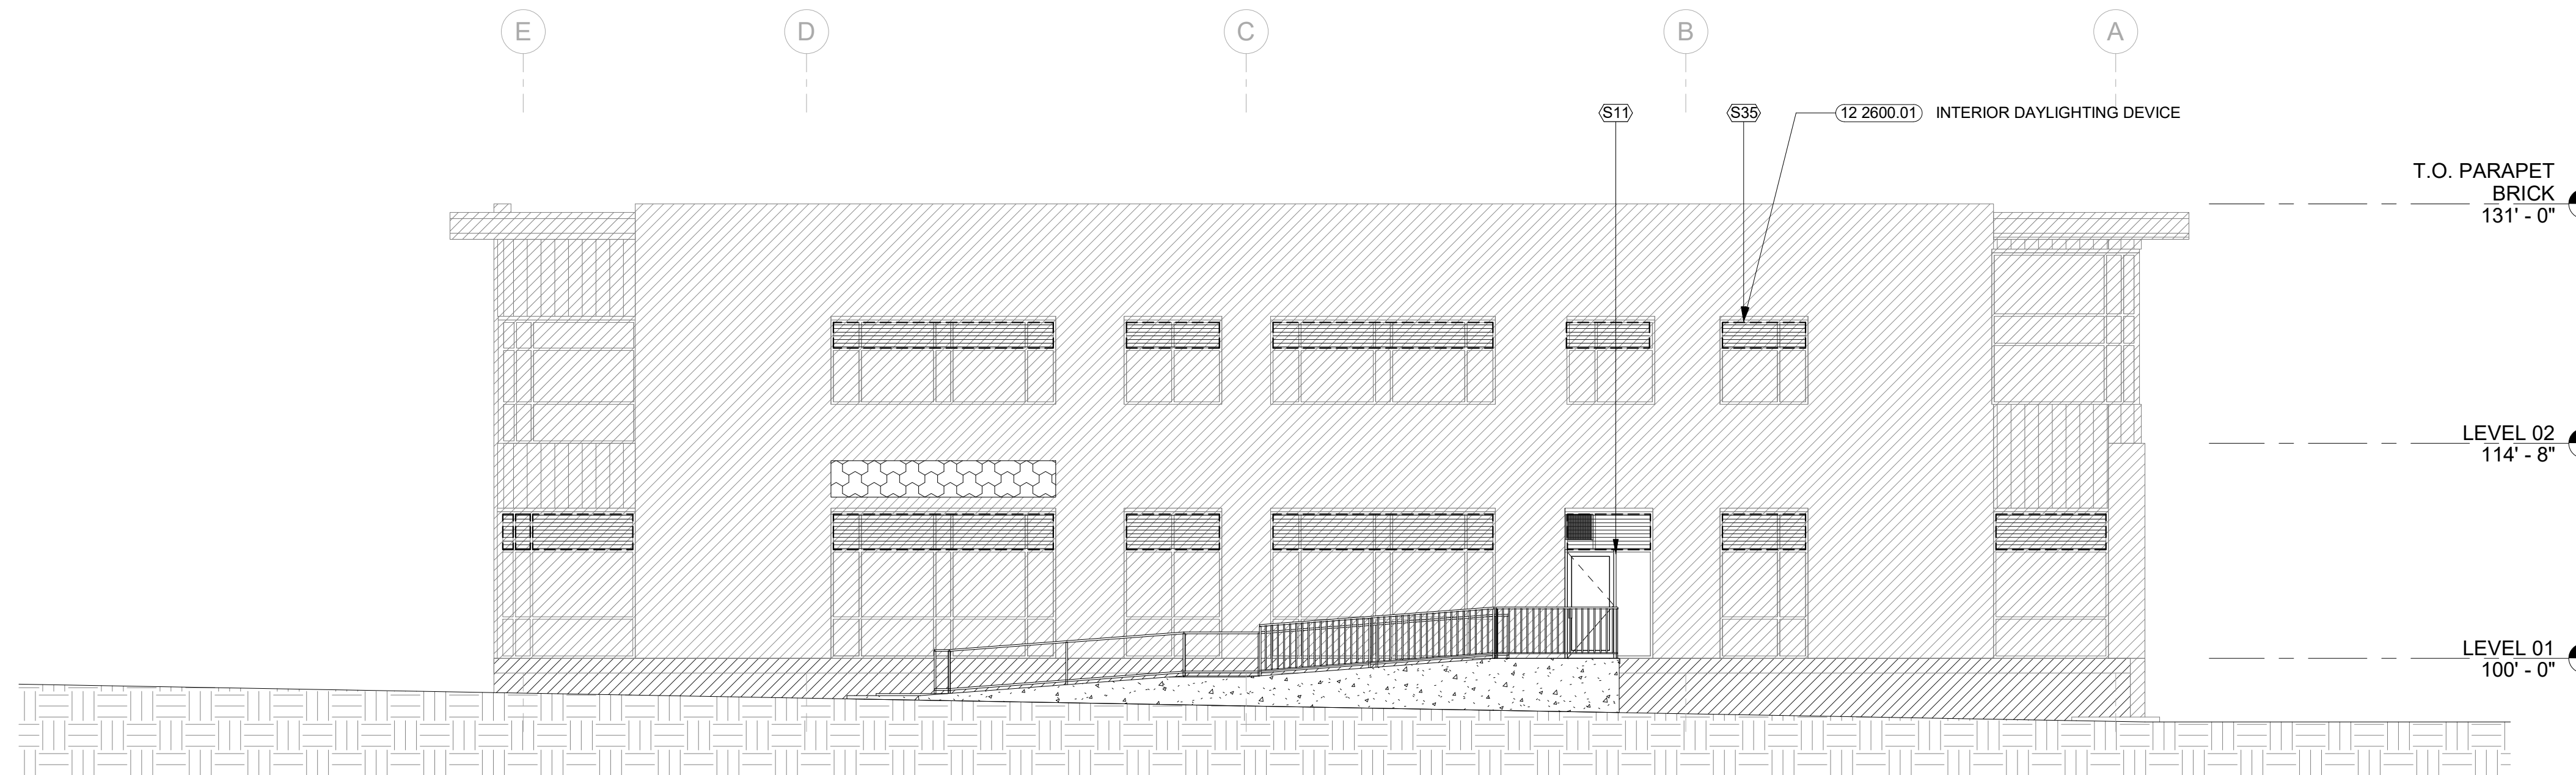 E
D
C
B
A
S11
S35
12 2600.01 INTERIOR DAYLIGHTING DEVICE
T.O. PARAPET
BRICK
131' - 0"
LEVEL 02
114' - 8"
LEVEL 01
100' - 0"